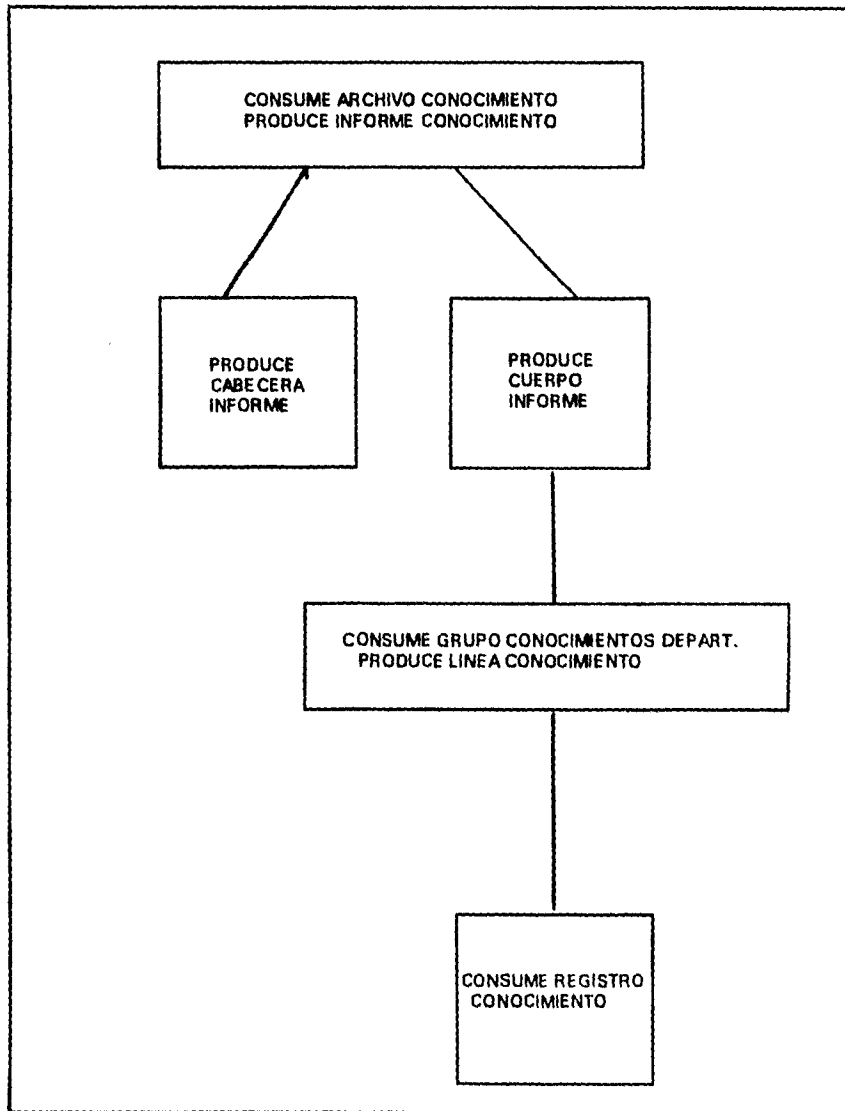 CONSUME ARCHIVO CONOCIMIENTO
PRODUCE INFORME CONOCIMIENTO
PRODUCE
CABECERA
INFORME
PRODUCE
CUERPO
INFORME
CONSUME GRUPO CONOCIMIENTOS DEPART.
PRODUCE LINEA CONOCIMIENTO
CONSUME REGISTRO
CONOCIMIENTO